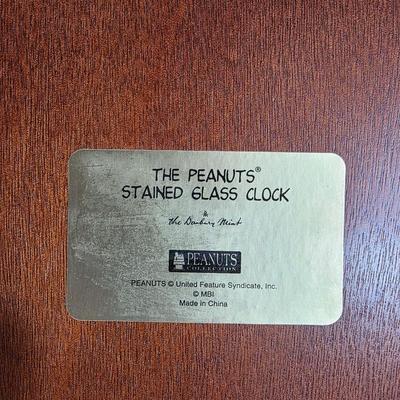 THE PEANUTS®
STAINED GLASS CLOCK
&
the Danbury Mint
PEANUTS
COLLECTION
PEANUTS © United Feature Syndicate, Inc.
© MBI
Made in China